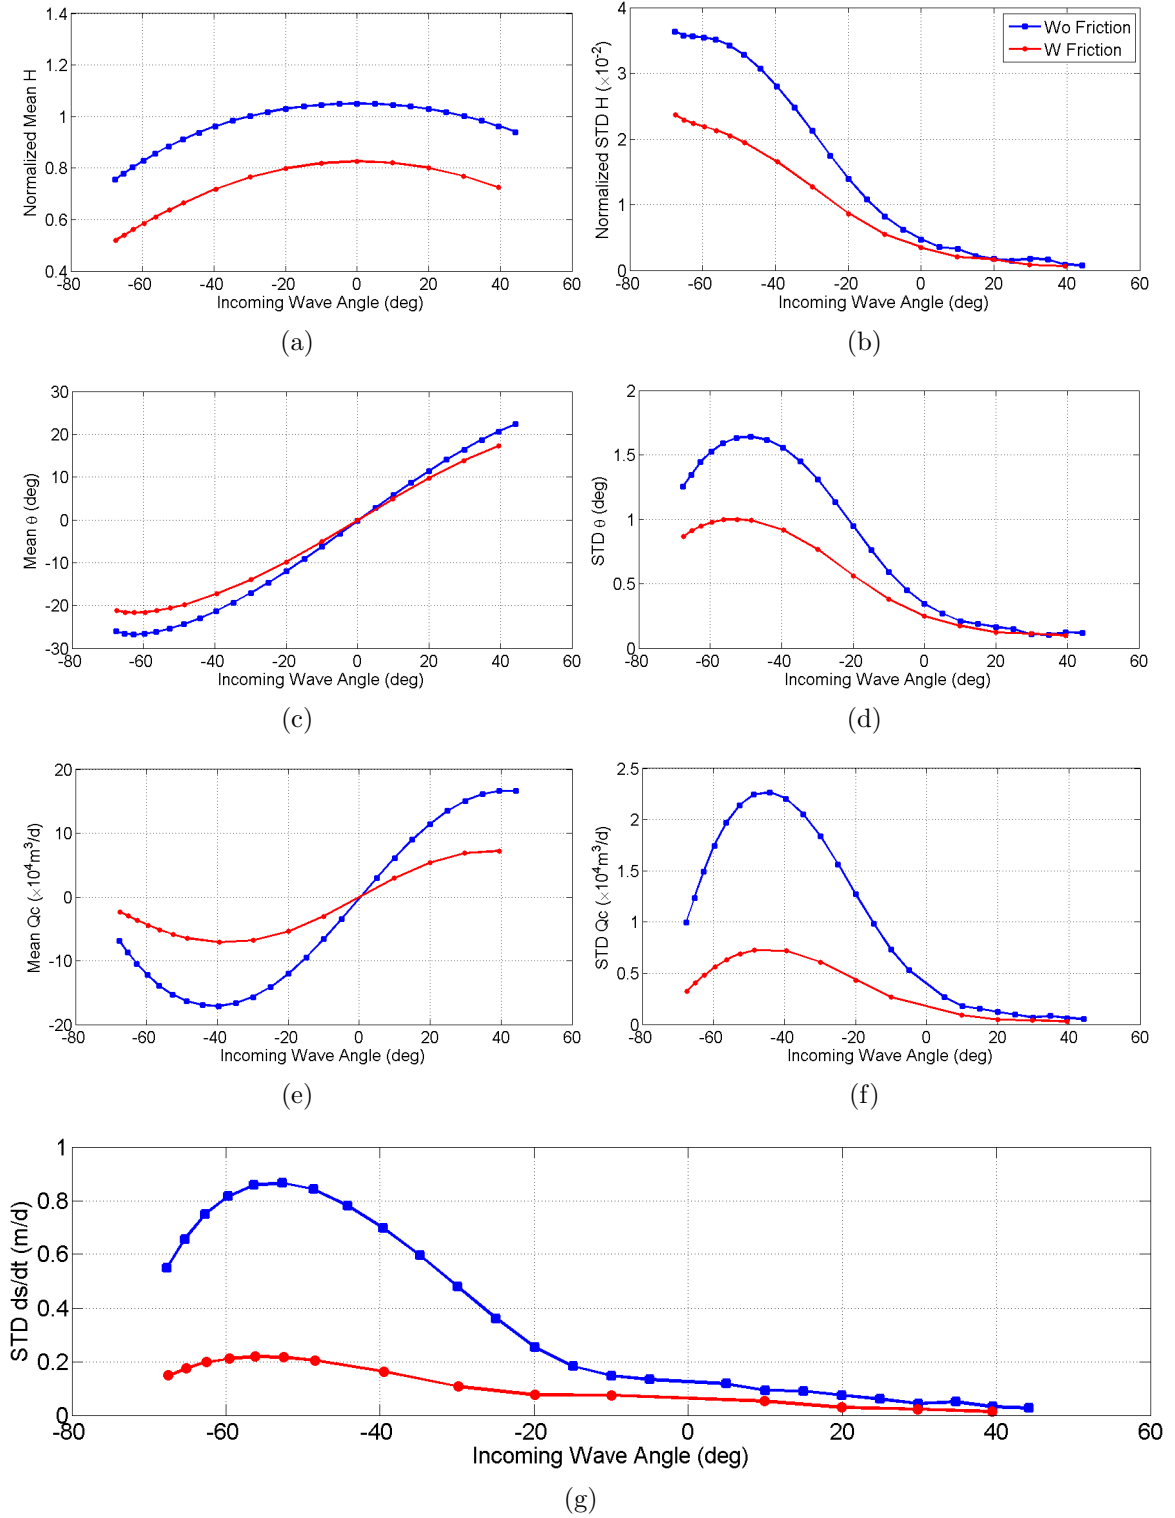 1.4
1.2
1
0.8
0.6
0.4
Normalized Mean H
-80 -60 -40 -20 0 20 40 60
Incoming Wave Angle (deg)
(a)
4
3
2
1
0
Normalized STD H (×10⁻²)
Wo Friction
W Friction
-80 -60 -40 -20 0 20 40 60
Incoming Wave Angle (deg)
(b)
30
20
10
0
-10
-20
-30
Mean θ (deg)
-80 -60 -40 -20 0 20 40 60
Incoming Wave Angle (deg)
(c)
2
1.5
1
0.5
0
STD θ (deg)
-80 -60 -40 -20 0 20 40 60
Incoming Wave Angle (deg)
(d)
20
10
0
-10
-20
Mean Qc (×10⁴m³/d)
-80 -60 -40 -20 0 20 40 60
Incoming Wave Angle (deg)
(e)
2.5
2
1.5
1
0.5
0
STD Qc (×10⁴m³/d)
-80 -60 -40 -20 0 20 40 60
Incoming Wave Angle (deg)
(f)
1
0.8
0.6
0.4
0.2
0
STD ds/dt (m/d)
-80 -60 -40 -20 0 20 40 60
Incoming Wave Angle (deg)
(g)